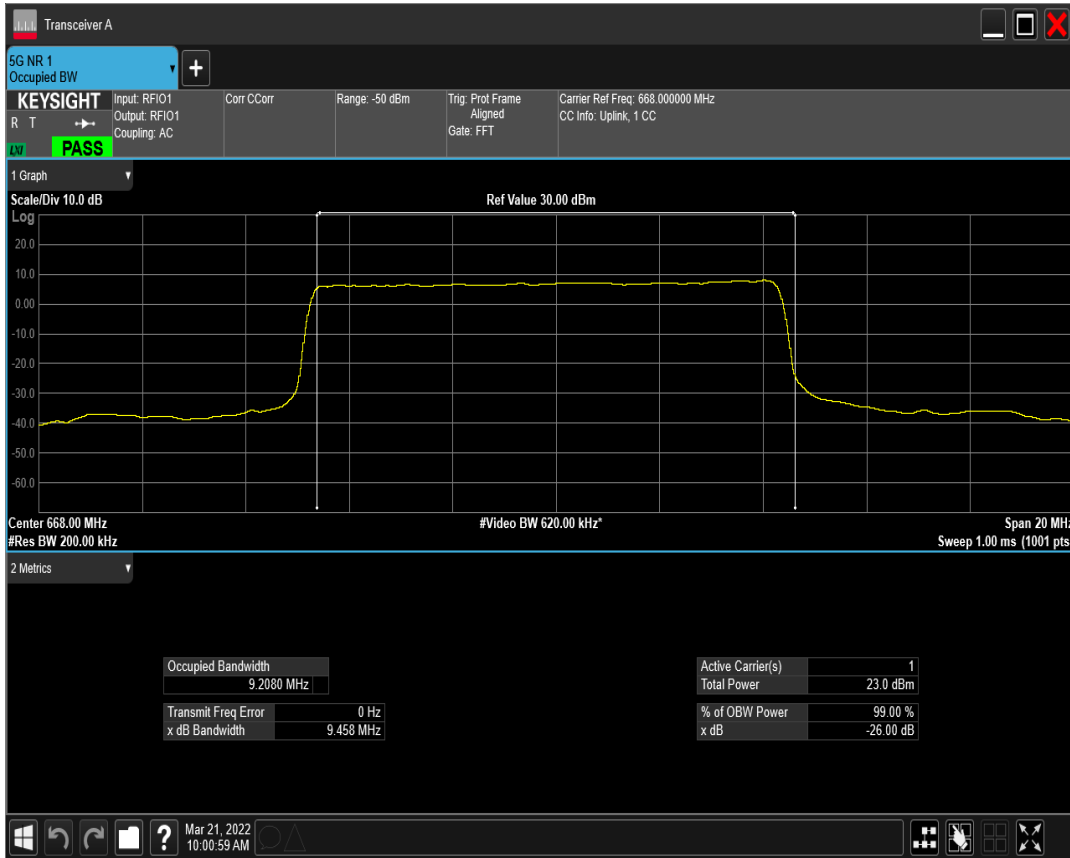 Transceiver A
5G NR 1
Occupied BW
KEYSIGHT
R T
LXI
PASS
Input: RFIO1
Output: RFIO1
Coupling: AC
Corr CCorr
Range: -50 dBm
Trig: Prot Frame
Aligned
Gate: FFT
Carrier Ref Freq: 668.000000 MHz
CC Info: Uplink, 1 CC
1 Graph
Scale/Div 10.0 dB
Ref Value 30.00 dBm
Log
20.0
10.0
0.00
-10.0
-20.0
-30.0
-40.0
-50.0
-60.0
Center 668.00 MHz
#Video BW 620.00 kHz*
Span 20 MHz
#Res BW 200.00 kHz
Sweep 1.00 ms (1001 pts
2 Metrics
Occupied Bandwidth
9.2080 MHz
Transmit Freq Error 0 Hz
x dB Bandwidth 9.458 MHz
Active Carrier(s) 1
Total Power 23.0 dBm
% of OBW Power 99.00 %
x dB -26.00 dB
?
Mar 21, 2022
10:00:59 AM